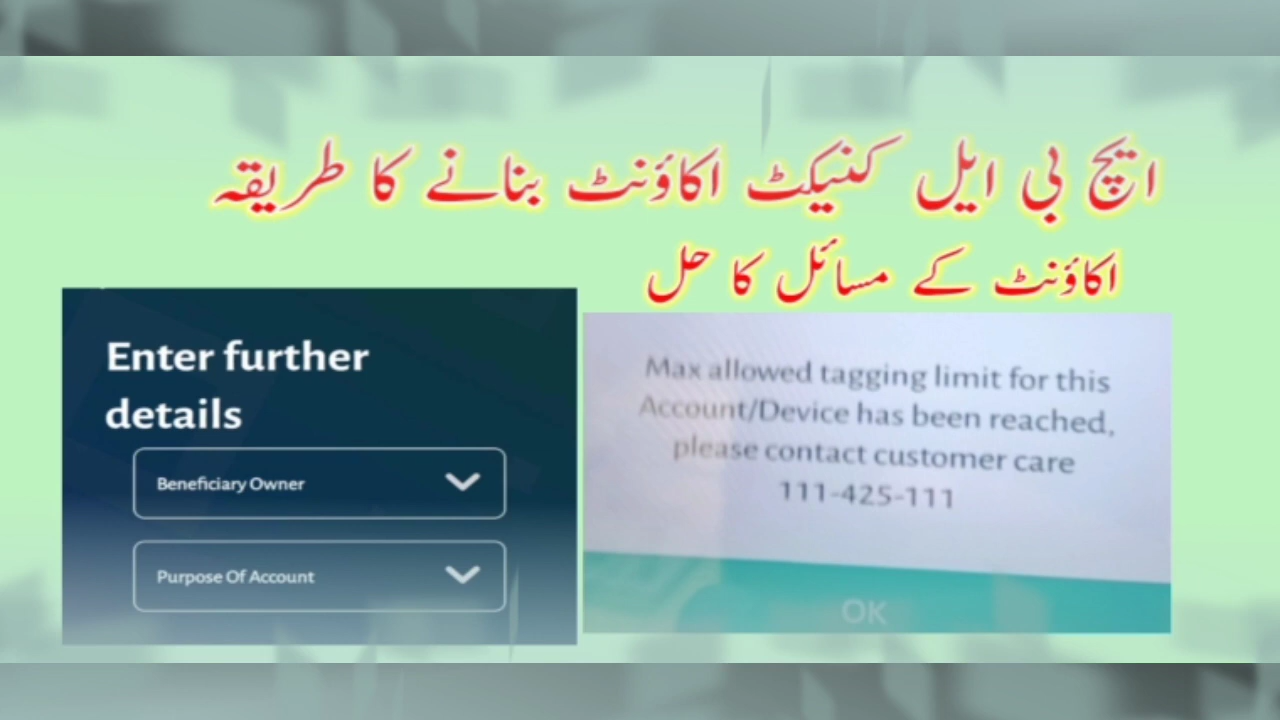 ایچ بی ایل کنیکٹ اکاؤنٹ بنانے کا طریقہ
اکاؤنٹ کے مسائل کا حل
Enter further
details
Beneficiary Owner
Purpose Of Account
Max allowed tagging limit for this
Account/Device has been reached,
please contact customer care
111-425-111
OK